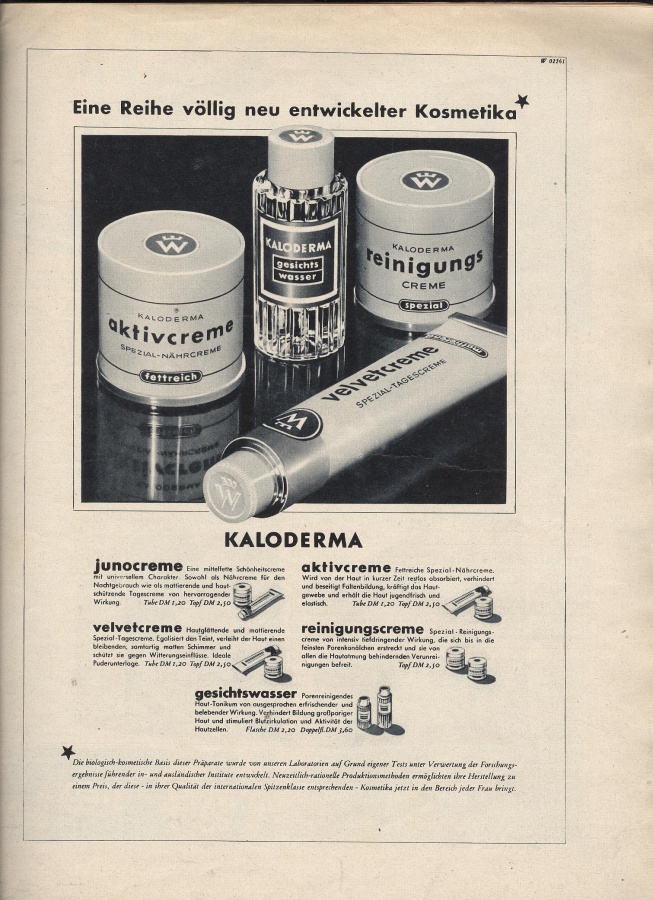 W 02261
Eine Reihe völlig neu entwickelter Kosmetika*
W
W
W
KALODERMA
gesichts
wasser
KALODERMA
reinigungs
CREME
spezial
KALODERMA
aktivcreme
SPEZIAL-NÄHRCREME
fettreich
velvetcreme
SPEZIAL-TAGESCREME
W
KALODERMA
junocreme Eine mittelfette Schönheitscreme
mit universellem Charakter. Sowohl als Nährcreme für den
Nachtgebrauch wie als mattierende und haut-
schützende Tagescreme von hervorragender
Wirkung. Tube DM 1,20 Topf DM 2,50
aktivcreme Fettreiche Spezial-Nährcreme.
Wird von der Haut in kurzer Zeit restlos absorbiert, verhindert
und beseitigt Faltenbildung, kräftigt das Haut-
gewebe und erhält die Haut jugendfrisch und
elastisch. Tube DM 1,20 Topf DM 2,50
velvetcreme Hautglättende und mattierende
Spezial-Tagescreme. Egalisiert den Teint, verleiht der Haut einen
bleibenden, samtartig matten Schimmer und
schützt sie gegen Witterungseinflüsse. Ideale
Puderunterlage. Tube DM 1,20 Topf DM 2,50
reinigungscreme Spezial-Reinigungs-
creme von intensiv tiefdringender Wirkung, die sich bis in die
feinsten Porenkanälchen erstreckt und sie von
allen die Hautatmung behindernden Verunrei-
nigungen befreit. Topf DM 2,50
gesichtswasser Porenreinigendes
Haut-Tonikum von ausgesprochen erfrischender und
belebender Wirkung. Verhindert Bildung großporiger
Haut und stimuliert Blutzirkulation und Aktivität der
Hautzellen. Flasche DM 2,20 Doppelfl. DM 3,60
* Die biologisch-kosmetische Basis dieser Präparate wurde von unseren Laboratorien auf Grund eigener Tests unter Verwertung der Forschungs-
ergebnisse führender in- und ausländischer Institute entwickelt. Neuzeitlich-rationelle Produktionsmethoden ermöglichten ihre Herstellung zu
einem Preis, der diese - in ihrer Qualität der internationalen Spitzenklasse entsprechenden - Kosmetika jetzt in den Bereich jeder Frau bringt.